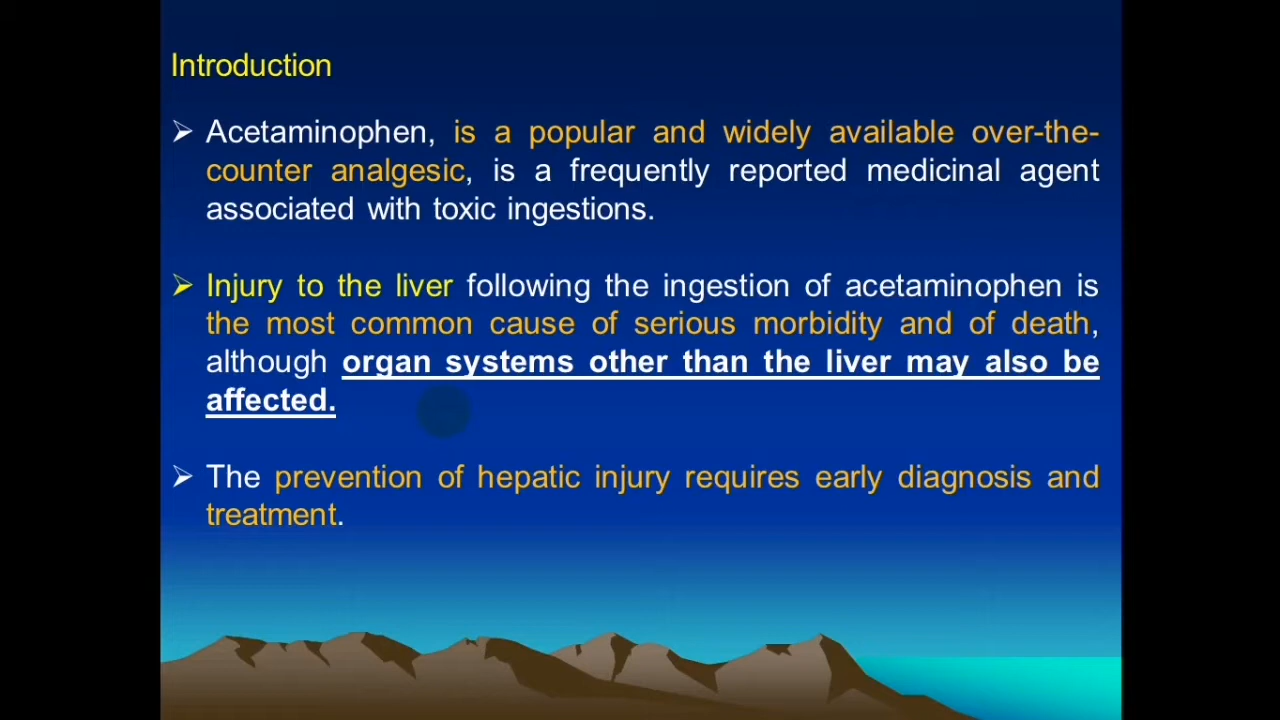 Introduction
➢ Acetaminophen, is a popular and widely available over-the-
counter analgesic, is a frequently reported medicinal agent
associated with toxic ingestions.
➢ Injury to the liver following the ingestion of acetaminophen is
the most common cause of serious morbidity and of death,
although organ systems other than the liver may also be
affected.
➢ The prevention of hepatic injury requires early diagnosis and
treatment.